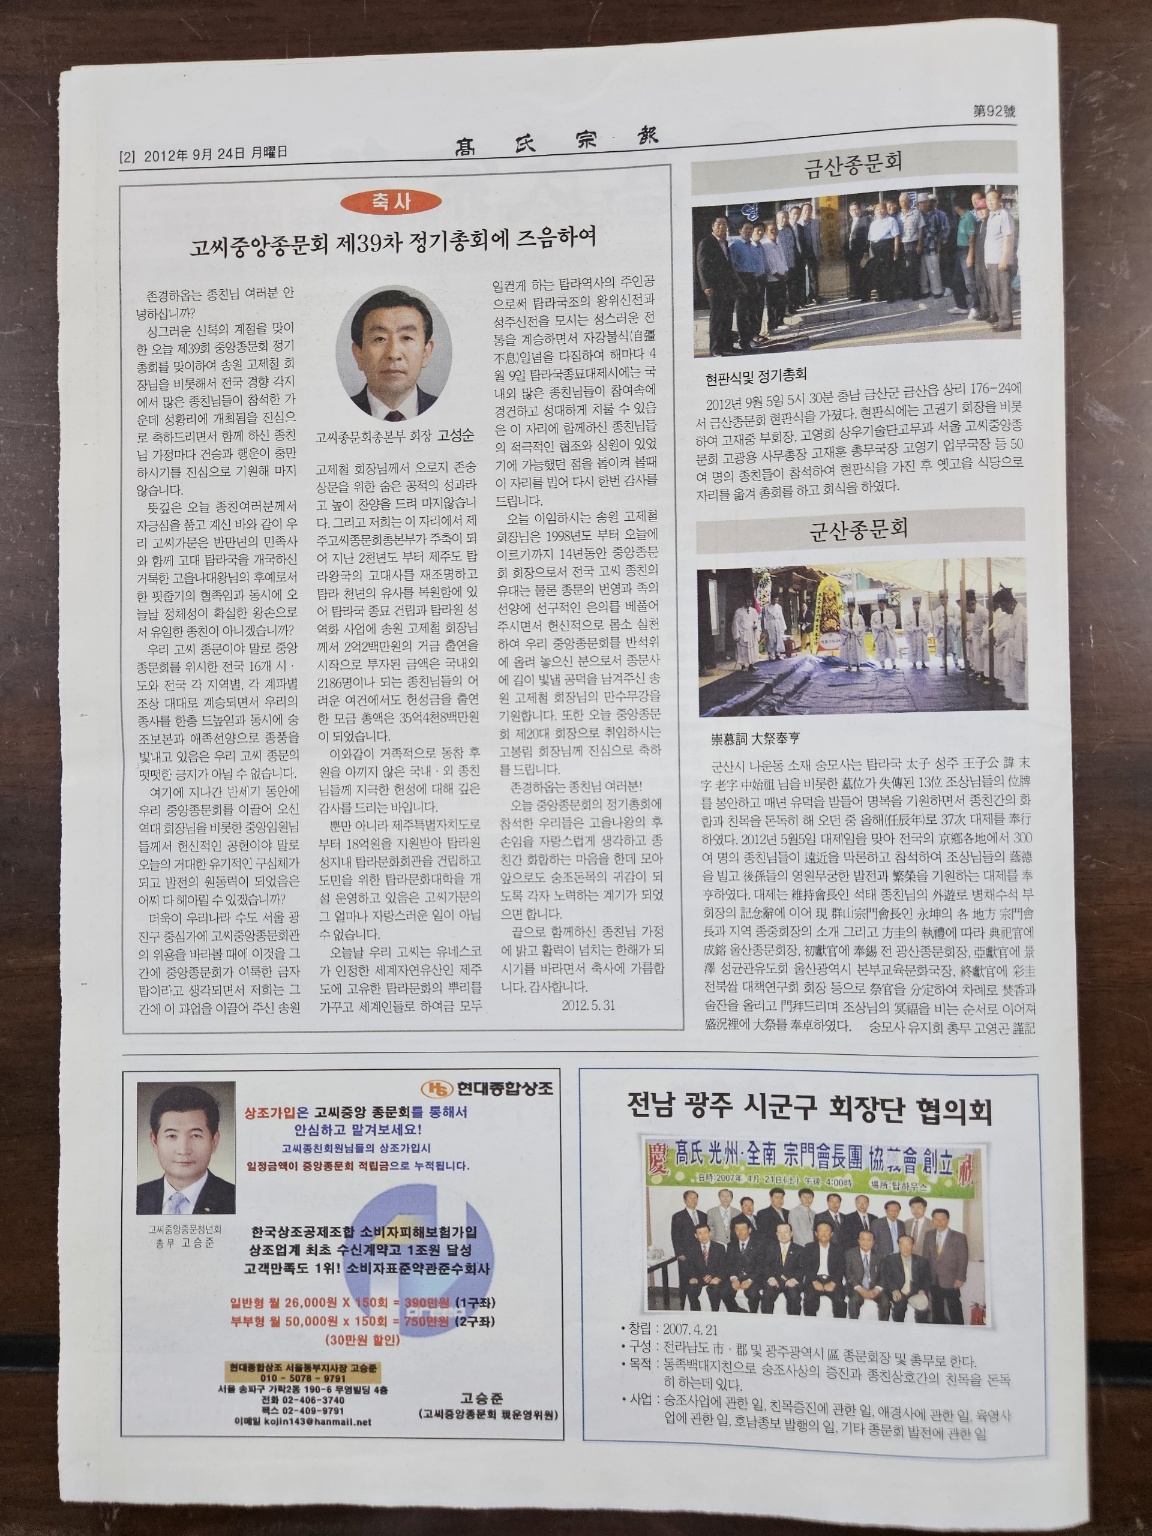 [2] 2012年 9月 24日 月曜日
高氏宗報
第92號
축사
고씨중앙종문회 제39차 정기총회에 즈음하여
존경하옵는 종친님 여러분 안
녕하십니까?
싱그러운 신록의 계절을 맞이
한 오늘 제39회 중앙종문회 정기
총회를 맞이하여 송원 고제철 회
장님을 비롯해서 전국 경향 각지
에서 많은 종친님들이 참석한 가
운데 성황리에 개최됨을 진심으
로 축하드리면서 함께 하신 종친
님 가정마다 건승과 행운이 충만
하시기를 진심으로 기원해 마지
않습니다.
뜻깊은 오늘 종친여러분께서
자긍심을 품고 계신 바와 같이 우
리 고씨가문은 반만년의 민족사
와 함께 고대 탐라국을 개국하신
거룩한 고을나대왕님의 후예로서
한 핏줄기의 혈족임과 동시에 오
늘날 정체성이 확실한 왕손으로
서 유일한 종친이 아니겠습니까?
우리 고씨 종문이야 말로 중앙
종문회를 위시한 전국 16개 시·
도와 전국 각 지역별, 각 계파별
조상 대대로 계승되면서 우리의
종사를 한층 드높임과 동시에 숭
조보본과 애족선양으로 종풍을
빛내고 있음은 우리 고씨 종문의
떳떳한 긍지가 아닐 수 없습니다.
여기에 지나간 반세기 동안에
우리 중앙종문회를 이끌어 오신
역대 회장님을 비롯한 중앙임원님
들께서 헌신적인 공헌이야 말로
오늘의 거대한 유기적인 구심체가
되고 발전의 원동력이 되었음은
어찌 다 헤아릴 수 있겠습니까?
더욱이 우리나라 수도 서울 광
진구 중심가에 고씨중앙종문회관
의 위용을 바라볼 때에 이것을 그
간에 중앙종문회가 이룩한 금자
탑이라고 생각되면서 저희는 그
간에 이 과업을 이끌어 주신 송원
고씨종문회총본부 회장 고성순
고제철 회장님께서 오로지 존숭
상문을 위한 숨은 공적의 성과라
고 높이 찬양을 드려 마지않습니
다. 그리고 저희는 이 자리에서 제
주고씨종문회총본부가 주축이 되
어 지난 2천년도 부터 제주도 탐
라왕국의 고대사를 재조명하고
탐라 천년의 유사를 복원함에 있
어 탐라국 종묘 건립과 탐라원 성
역화 사업에 송원 고제철 회장님
께서 2억2백만원의 거금 출연을
시작으로 투자된 금액은 국내외
2186명이나 되는 종친님들의 어
려운 여건에서도 헌성금을 출연
한 모금 총액은 35억4천8백만원
이 되었습니다.
이와같이 거족적으로 동참 후
원을 아끼지 않은 국내·외 종친
님들께 지극한 헌성에 대해 깊은
감사를 드리는 바입니다.
뿐만 아니라 제주특별자치도로
부터 18억원을 지원받아 탐라원
성지내 탐라문화회관을 건립하고
도민을 위한 탐라문화대학을 개
설 운영하고 있음은 고씨가문의
그 얼마나 자랑스러운 일이 아닐
수 없습니다.
오늘날 우리 고씨는 유네스코
가 인정한 세계자연유산인 제주
도에 고유한 탐라문화의 뿌리를
가꾸고 세계인들로 하여금 모두
일컫게 하는 탐라역사의 주인공
으로써 탐라국조의 왕위신전과
성주신전을 모시는 성스러운 전
통을 계승하면서 자강불식(自彊
不息)일념을 다짐하여 해마다 4
월 9일 탐라국종묘대제시에는 국
내외 많은 종친님들이 참여속에
경건하고 성대하게 치룰 수 있음
은 이 자리에 함께하신 종친님들
의 적극적인 협조와 성원이 있었
기에 가능했던 점을 돌이켜 볼때
이 자리를 빌어 다시 한번 감사를
드립니다.
오늘 이임하시는 송원 고제철
회장님은 1998년도 부터 오늘에
이르기까지 14년동안 중앙종문
회 회장으로서 전국 고씨 종친의
유대는 물론 종문의 번영과 족의
선양에 선구적인 은의를 베풀어
주시면서 헌신적으로 몸소 실천
하여 우리 중앙종문회를 반석위
에 올려 놓으신 분으로서 종문사
에 길이 빛낼 공덕을 남겨주신 송
원 고제철 회장님의 만수무강을
기원합니다. 또한 오늘 중앙종문
회 제20대 회장으로 취임하시는
고봉림 회장님께 진심으로 축하
를 드립니다.
존경하옵는 종친님 여러분!
오늘 중앙종문회의 정기총회에
참석한 우리들은 고을나왕의 후
손임을 자랑스럽게 생각하고 종
친간 화합하는 마음을 한데 모아
앞으로도 숭조돈목의 귀감이 되
도록 각자 노력하는 계기가 되었
으면 합니다.
끝으로 함께하신 종친님 가정
에 밝고 활력이 넘치는 한해가 되
시기를 바라면서 축사에 가름합
니다. 감사합니다.
2012.5.31
금산종문회
현판식및 정기총회
2012년 9월 5일 5시 30분 충남 금산군 금산읍 상리 176-24에
서 금산종문회 현판식을 가졌다. 현판식에는 고권기 회장을 비롯
하여 고재중 부회장, 고영희 상우기술단고무과 서울 고씨중앙종
문회 고광용 사무총장 고재훈 총무국장 고영기 업무국장 등 50
여 명의 종친들이 참석하여 현판식을 가진 후 옛고을 식당으로
자리를 옮겨 총회를 하고 회식을 하였다.
군산종문회
崇慕詞 大祭奉亨
군산시 나운동 소재 숭모사는 탐라국 太子 성주 王子公 諱 末
字 老字 中始祖 님을 비롯한 墓位가 失傳된 13位 조상님들의 位牌
를 봉안하고 매년 유덕을 받들어 명복을 기원하면서 종친간의 화
합과 친목을 돈독히 해 오던 중 올해(任辰年)로 37次 대제를 奉行
하였다. 2012년 5월5일 대제일을 맞아 전국의 京鄕各地에서 300
여 명의 종친님들이 遠近을 막론하고 참석하여 조상님들의 蔭德
을 빌고 後孫들의 영원무궁한 발전과 繁榮을 기원하는 대제를 奉
亨하였다. 대제는 維持會長인 석태 종친님의 外遊로 병채수석 부
회장의 記念辭에 이어 現 群山宗門會長인 永坤의 各 地方 宗門會
長과 지역 종중회장의 소개 그리고 方圭의 執禮에 따라 典祀官에
成鎔 울산종문회장, 初獻官에 奉錫 전 광산종문회장, 亞獻官에 景
澤 성균관유도회 울산광역시 본부교육문화국장, 終獻官에 彩圭
전북쌀 대책연구회 회장 등으로 祭官을 分定하여 차례로 焚香과
술잔을 올리고 門拜드리며 조상님의 冥福을 비는 순서로 이어져
盛況裡에 大祭를 奉卓하였다. 숭모사 유지회 총무 고영곤 謹記
HS 현대종합상조
상조가입은 고씨중앙 종문회를 통해서
안심하고 맡겨보세요!
고씨종친회원님들의 상조가입시
일정금액이 중앙종문회 적립금으로 누적됩니다.
고씨중앙종문청년회
총무 고승준
한국상조공제조합 소비자피해보험가입
상조업계 최초 수신계약고 1조원 달성
고객만족도 1위! 소비자표준약관준수회사
일반형 월 26,000원 X 150회 = 390만원 (1구좌)
부부형 월 50,000원 x 150회 = 750만원 (2구좌)
(30만원 할인)
현대종합상조 서울동부지사장 고승준
010 - 5078 - 9791
서울 송파구 가락2동 190-6 무영빌딩 4층
전화 02-406-3740
팩스 02-409-9791
이메일 kojin143@hanmail.net
고승준
(고씨중앙종문회 現운영위원)
전남 광주 시군구 회장단 협의회
慶 高氏 光州·全南 宗門會長團 協義會 創立 祝
日時:2007年 4月 21日(土) 午後 4:00時 場所:탑하우스
• 창립 : 2007. 4. 21
• 구성 : 전라남도 市·郡 및 광주광역시 區 종문회장 및 총무로 한다.
• 목적 : 동족백대지친으로 숭조사상의 증진과 종친상호간의 친목을 돈독
히 하는데 있다.
• 사업 : 숭조사업에 관한 일, 친목증진에 관한 일, 애경사에 관한 일, 육영사
업에 관한 일, 호남종보 발행의 일, 기타 종문회 발전에 관한 일